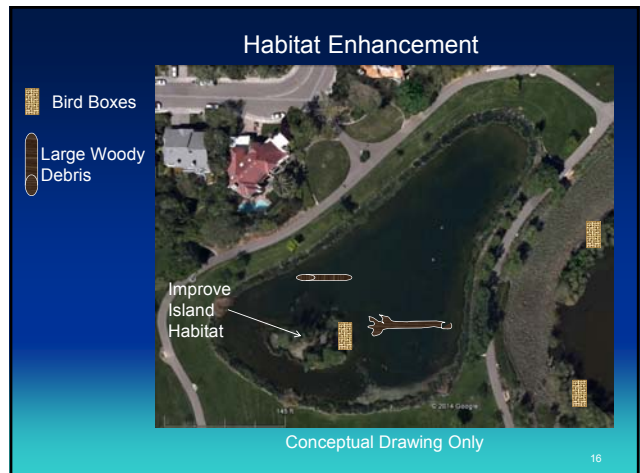 Habitat Enhancement
Bird Boxes
Large Woody
Debris
Improve
Island
Habitat
145 ft
© 2014 Google
Conceptual Drawing Only
16